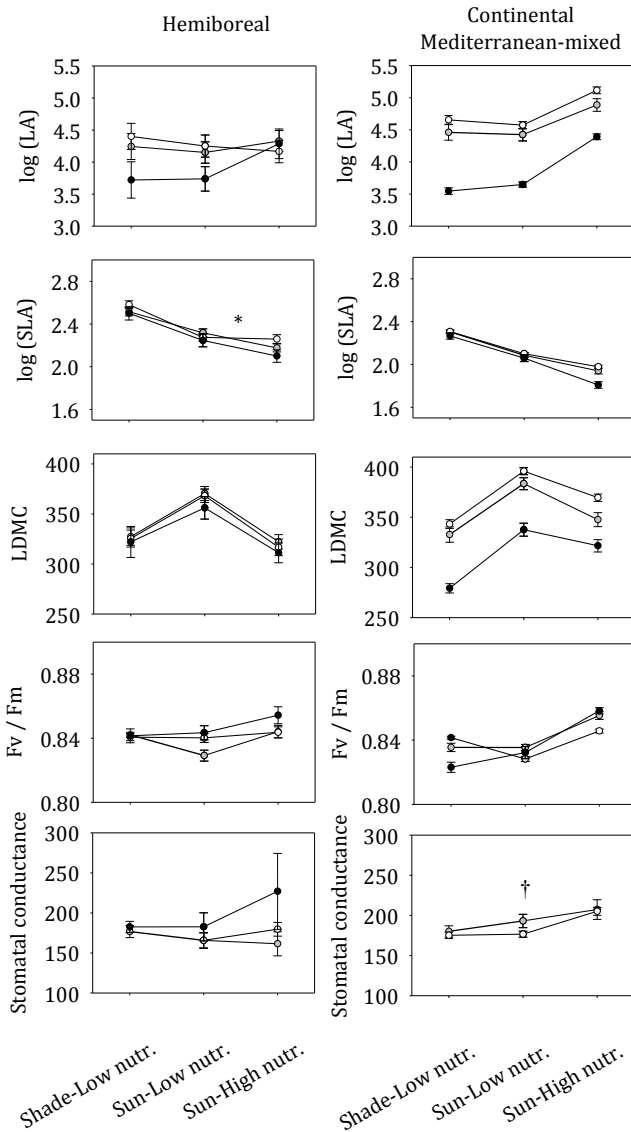 Hemiboreal
Continental
Mediterranean-mixed
log (LA)
5.5
5.0
4.5
4.0
3.5
3.0
log (LA)
5.5
5.0
4.5
4.0
3.5
3.0
log (SLA)
2.8
2.4
2.0
1.6
*
log (SLA)
2.8
2.4
2.0
1.6
LDMC
400
350
300
250
LDMC
400
350
300
250
Fv / Fm
0.88
0.84
0.80
Fv / Fm
0.88
0.84
0.80
Stomatal conductance
300
250
200
150
100
Stomatal conductance
300
250
200
150
100
†
Shade-Low nutr.
Sun-Low nutr.
Sun-High nutr.
Shade-Low nutr.
Sun-Low nutr.
Sun-High nutr.